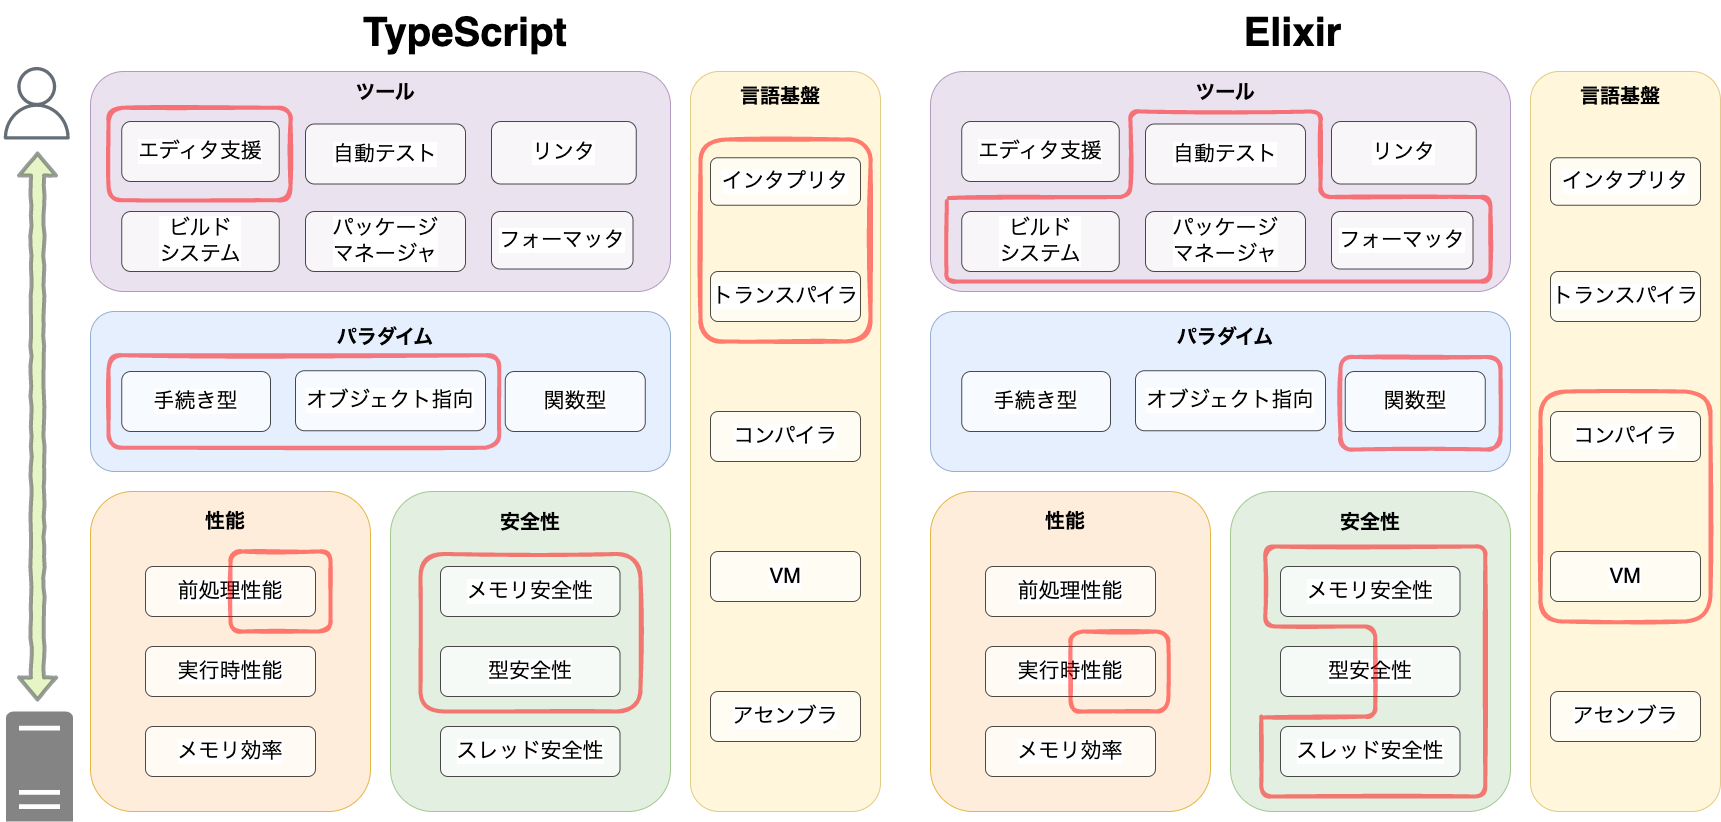 TypeScript
ツール
エディタ支援
自動テスト
リンタ
ビルド
システム
パッケージ
マネージャ
フォーマッタ
パラダイム
手続き型
オブジェクト指向
関数型
性能
前処理性能
実行時性能
メモリ効率
安全性
メモリ安全性
型安全性
スレッド安全性
言語基盤
インタプリタ
トランスパイラ
コンパイラ
VM
アセンブラ
Elixir
ツール
エディタ支援
自動テスト
リンタ
ビルド
システム
パッケージ
マネージャ
フォーマッタ
パラダイム
手続き型
オブジェクト指向
関数型
性能
前処理性能
実行時性能
メモリ効率
安全性
メモリ安全性
型安全性
スレッド安全性
言語基盤
インタプリタ
トランスパイラ
コンパイラ
VM
アセンブラ